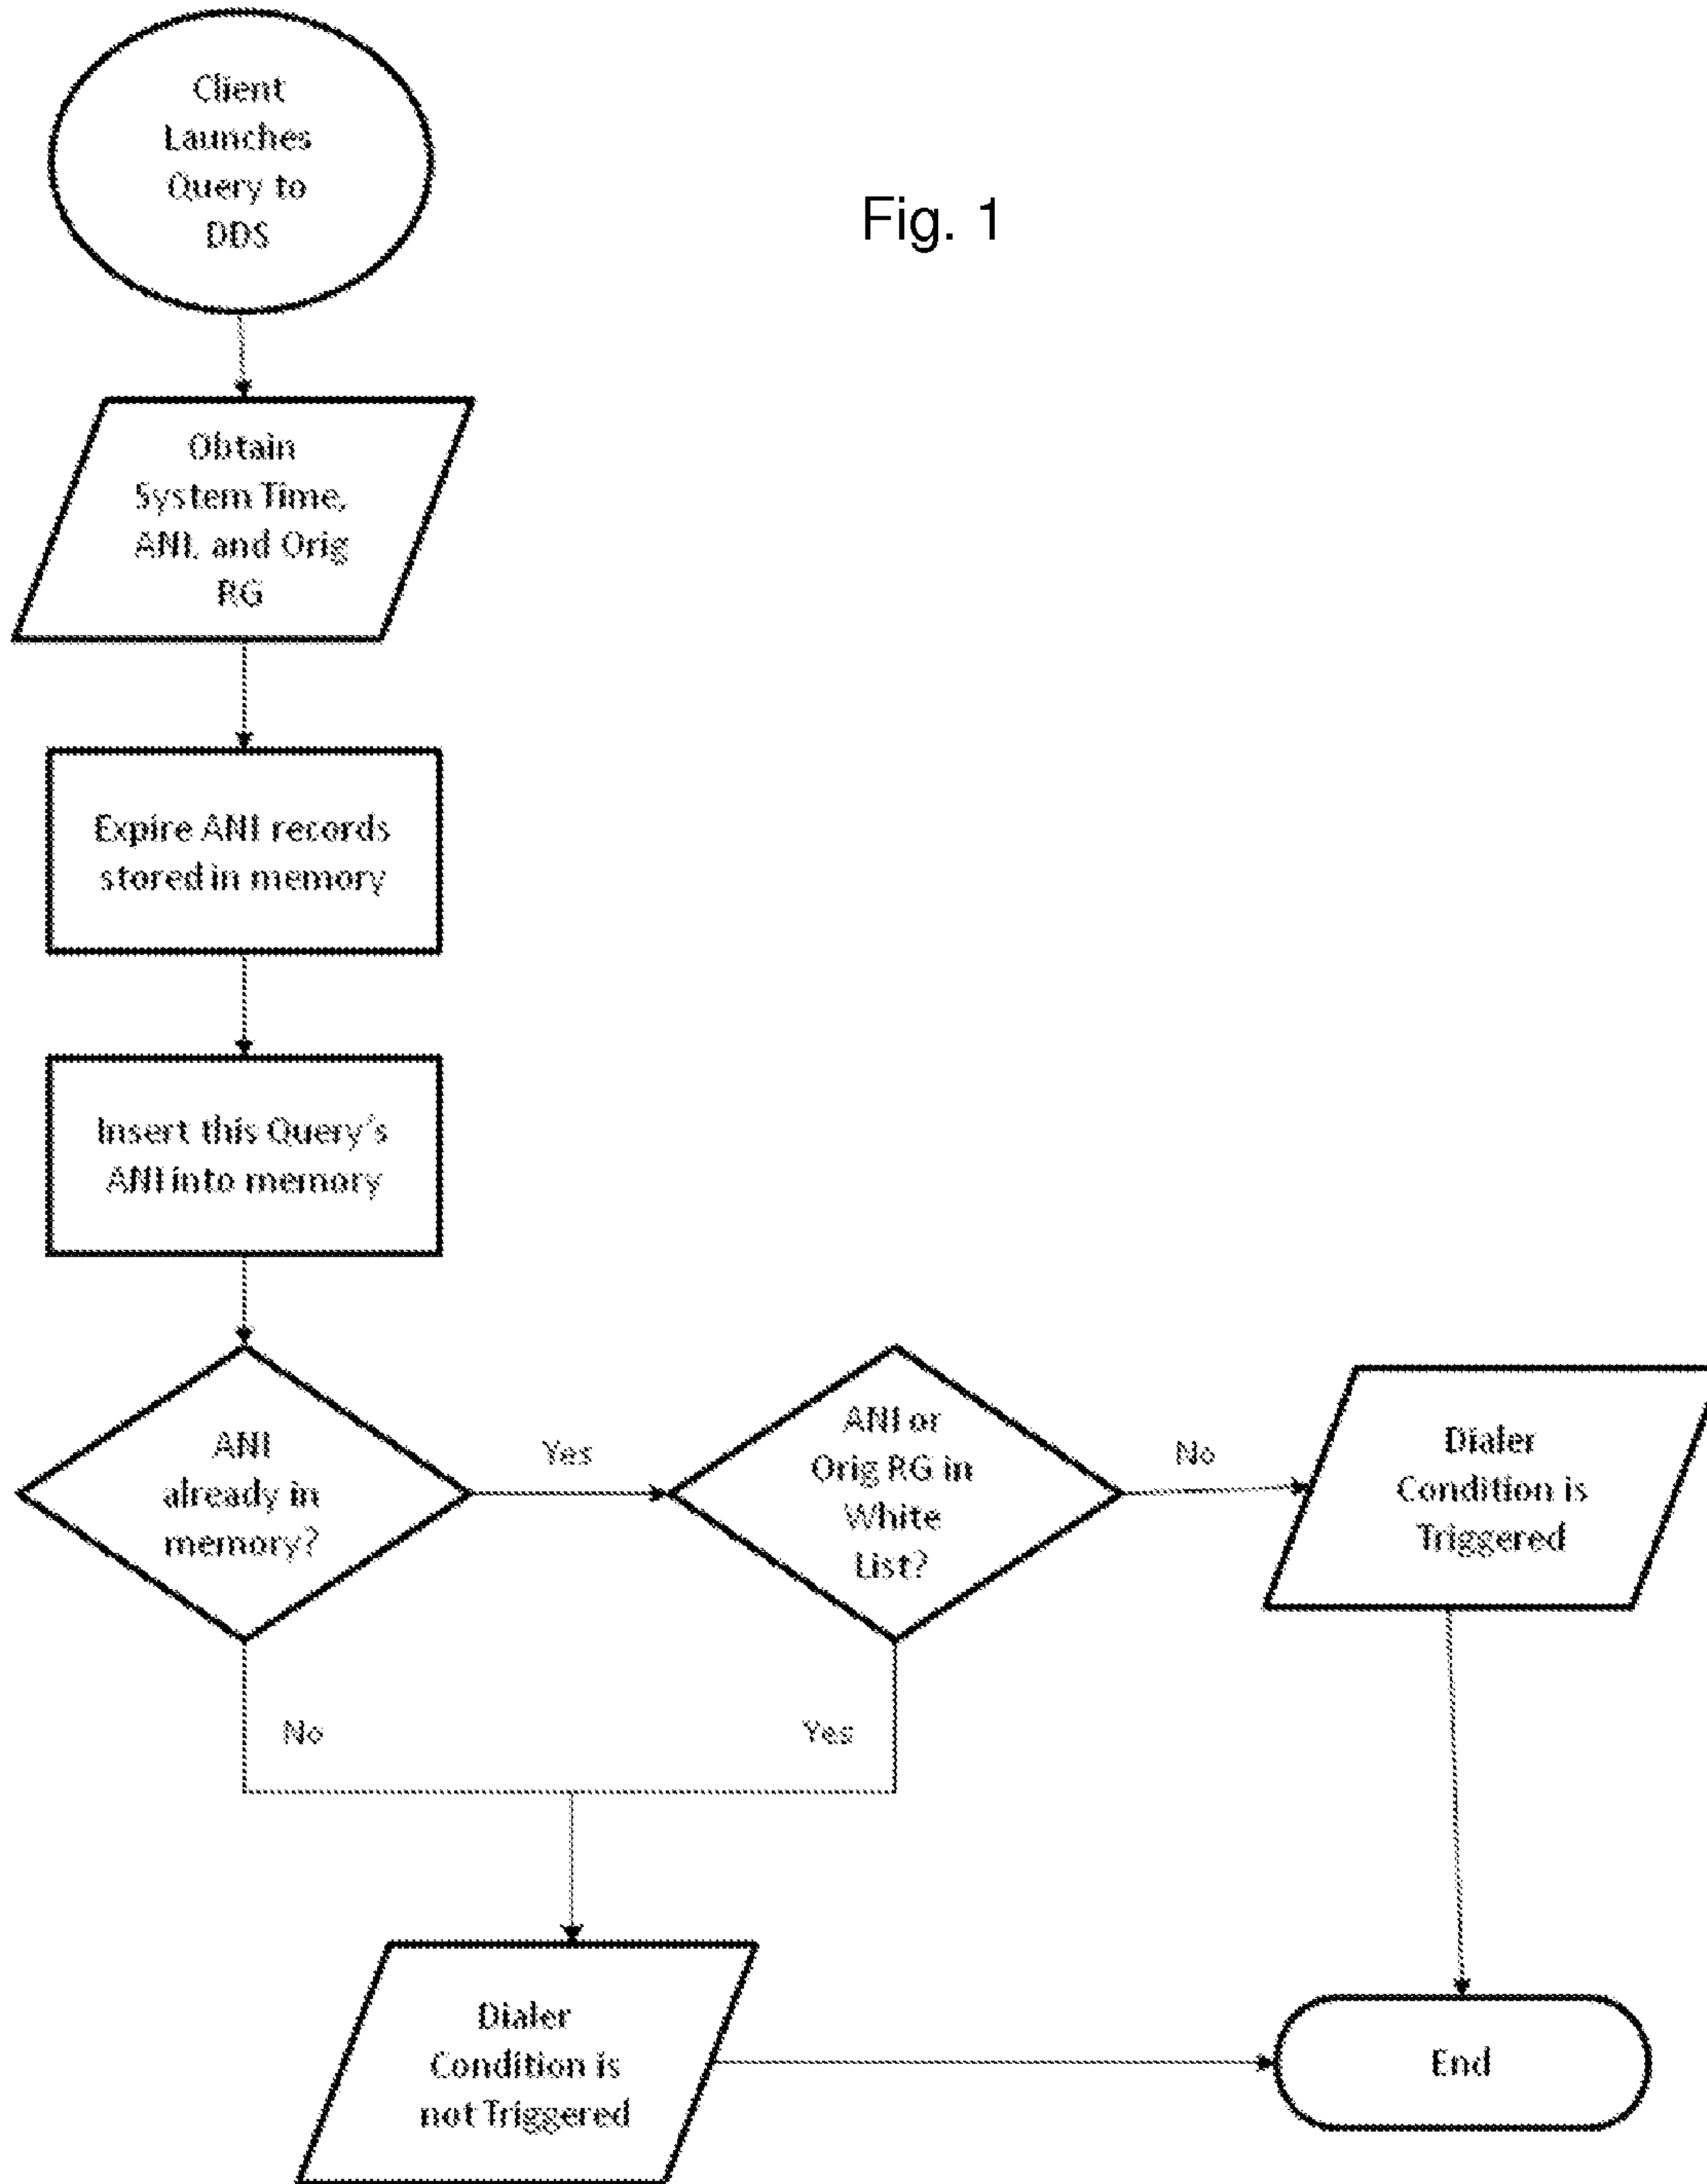 Client
Launches
Query to
DDS
Fig. 1
Obtain
System Time,
ANI, and Orig
RG
Expire ANI records
stored in memory
Insert this Query's
ANI into memory
ANI
already in
memory?
Yes
ANI or
Orig RG in
White
List?
No
Dialer
Condition is
Triggered
No
Yes
Dialer
Condition is
not Triggered
End